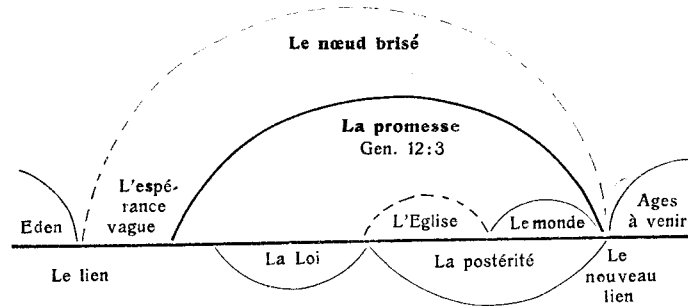 Le nœud brisé
La promesse
Gen. 12:3
L'espé-
rance
vague
Eden
L'Eglise
Le monde
Ages
à venir
Le lien
La Loi
La postérité
Le
nouveau
lien